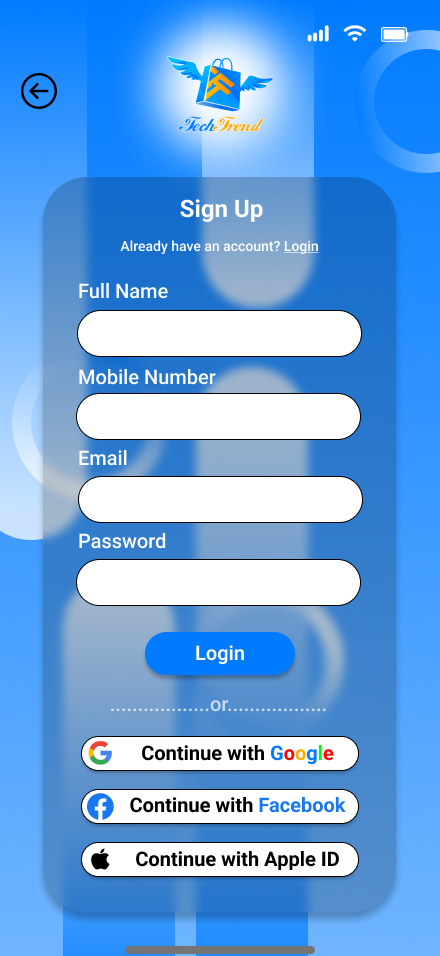 TechTrend
Sign Up
Already have an account? Login
Full Name
Mobile Number
Email
Password
Login
..................or..................
Continue with Google
Continue with Facebook
Continue with Apple ID